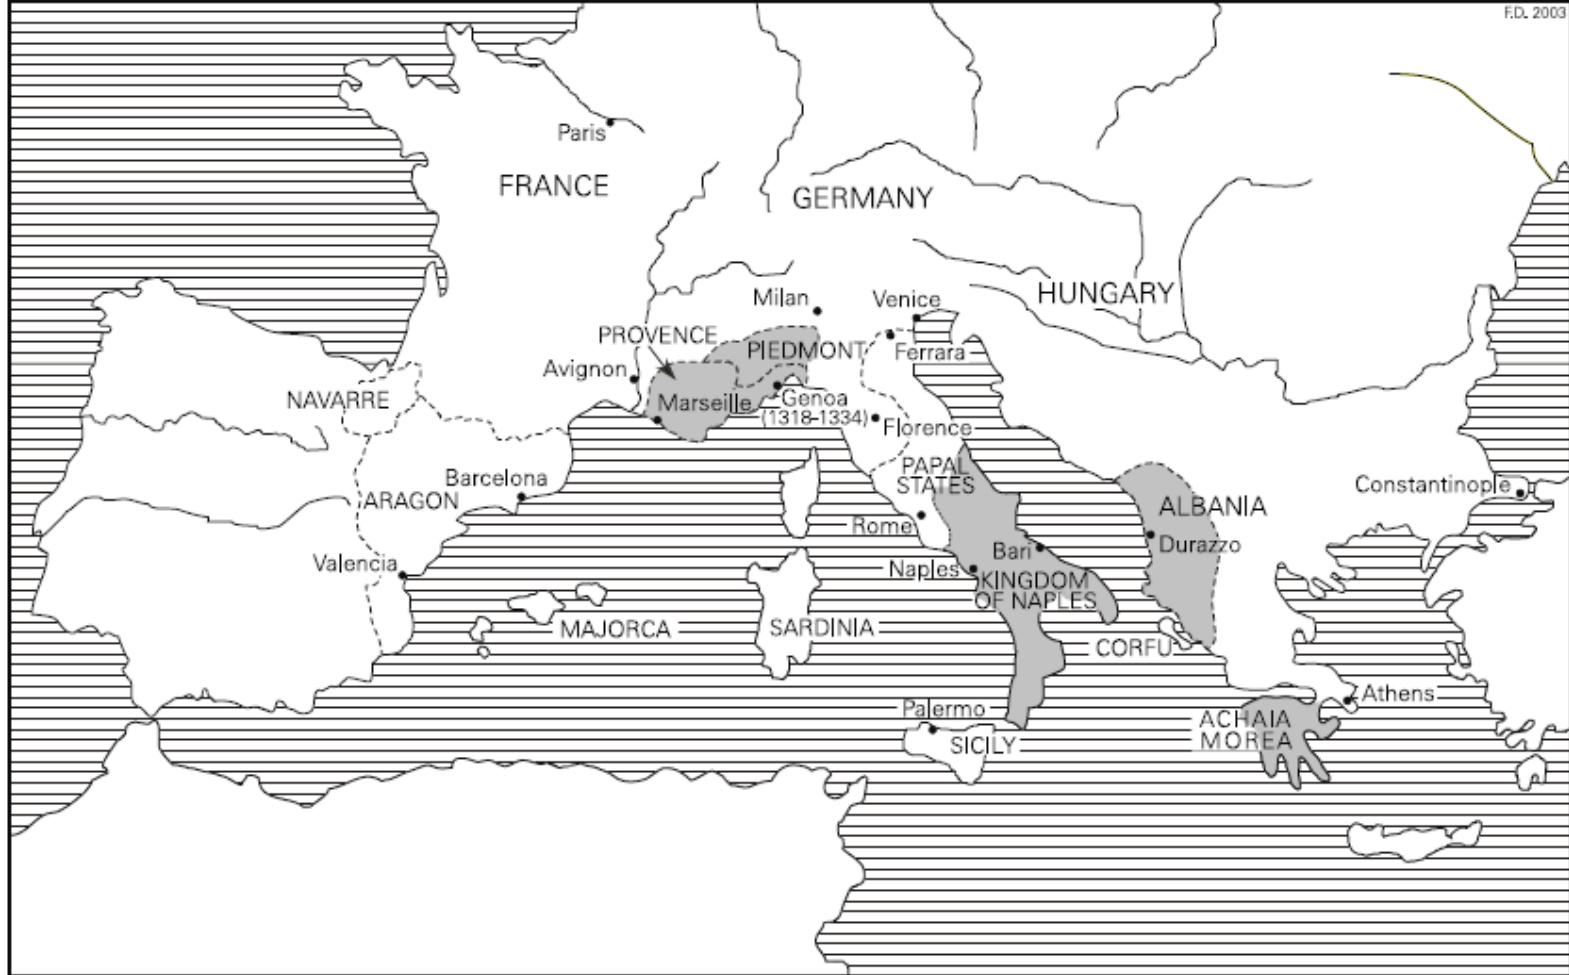 F.D. 2003
Paris
FRANCE
GERMANY
HUNGARY
Milan
Venice
PROVENCE
PIEDMONT
Ferrara
Avignon
NAVARRE
Marseille
Genoa
(1318-1334)
Florence
PAPAL
STATES
Barcelona
ARAGON
Constantinople
ALBANIA
Rome
Durazzo
Bari
Valencia
Naples
KINGDOM
OF NAPLES
MAJORCA
SARDINIA
CORFU
Athens
Palermo
SICILY
ACHAIA
MOREA